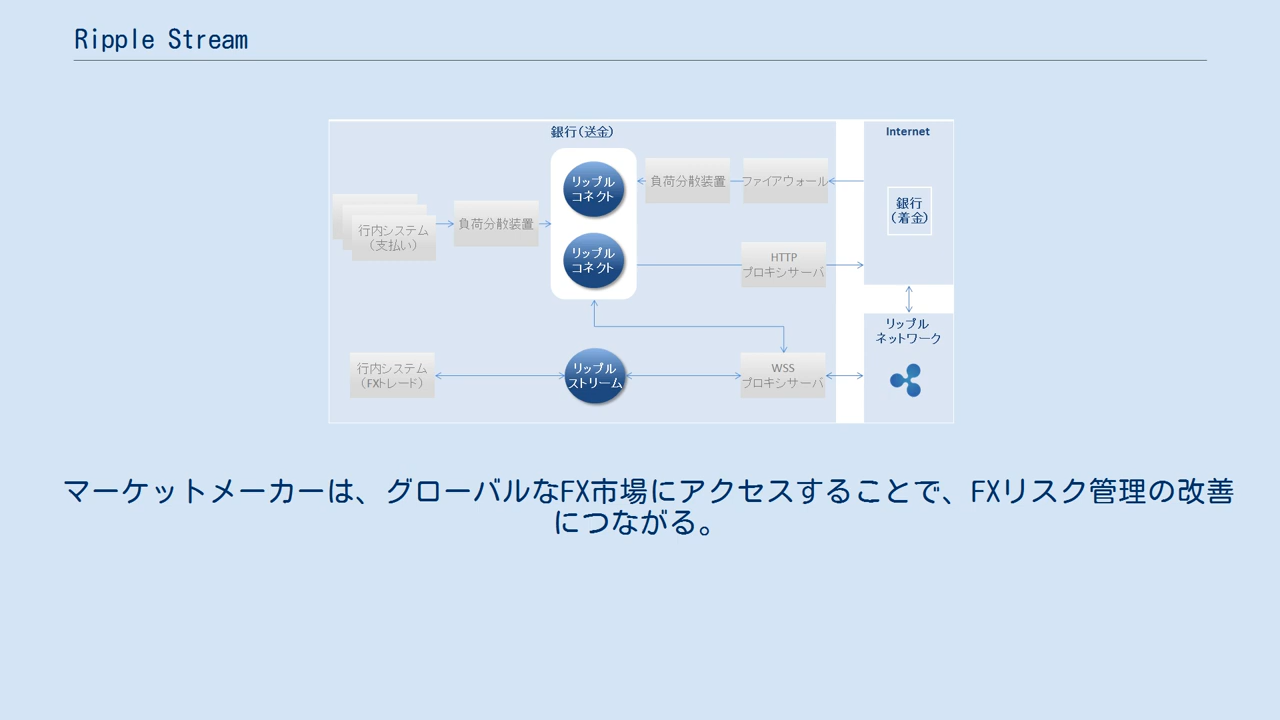 Ripple Stream
銀行(送金)
Internet
リップル
コネクト
負荷分散装置
ファイアウォール
銀行
(着金)
行内システム
(支払い)
負荷分散装置
リップル
コネクト
HTTP
プロキシサーバ
リップル
ネットワーク
行内システム
(FXトレード)
リップル
ストリーム
WSS
プロキシサーバ
マーケットメーカーは、グローバルなFX市場にアクセスすることで、FXリスク管理の改善
につながる。